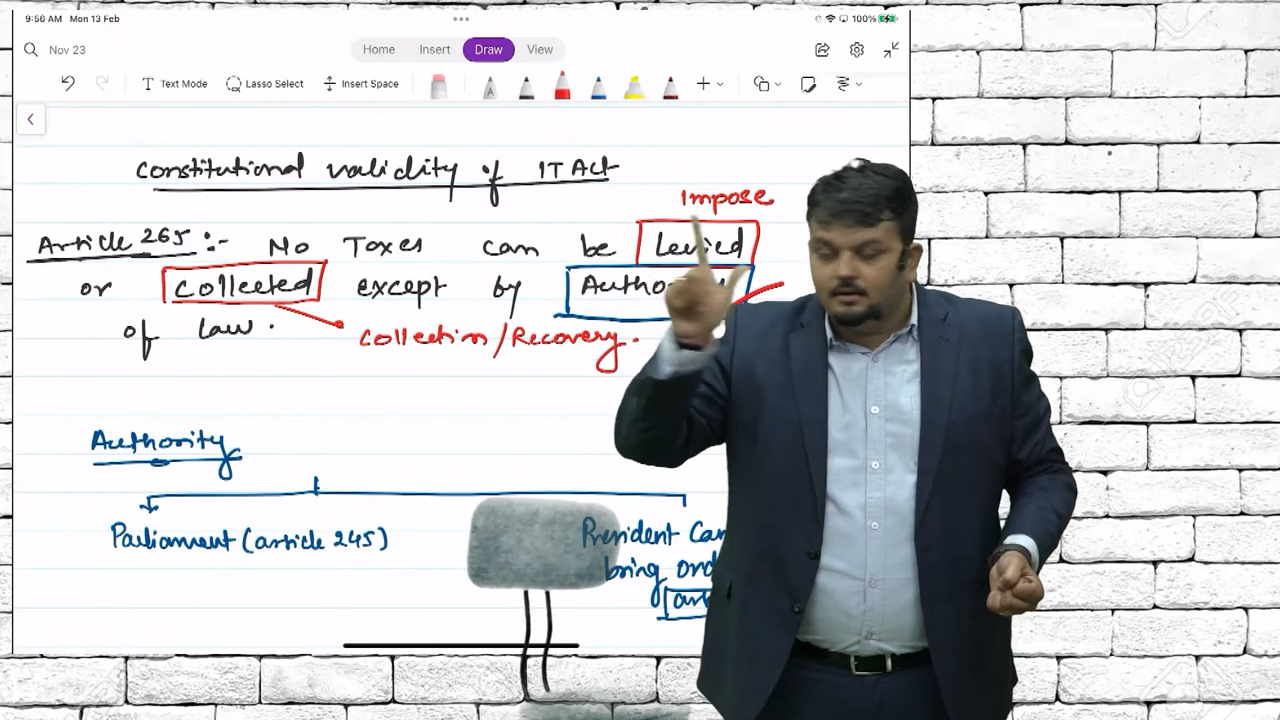 9:56 AM Mon 13 Feb
100%
Nov 23
Home Insert Draw View
Text Mode Lasso Select Insert Space
Constitutional validity of IT Act
Impose
Article 265 :- No Taxes can be Levied
or collected except by
of law.
Collection/Recovery.
Authority
Parliament (article 245)
President Can
bring